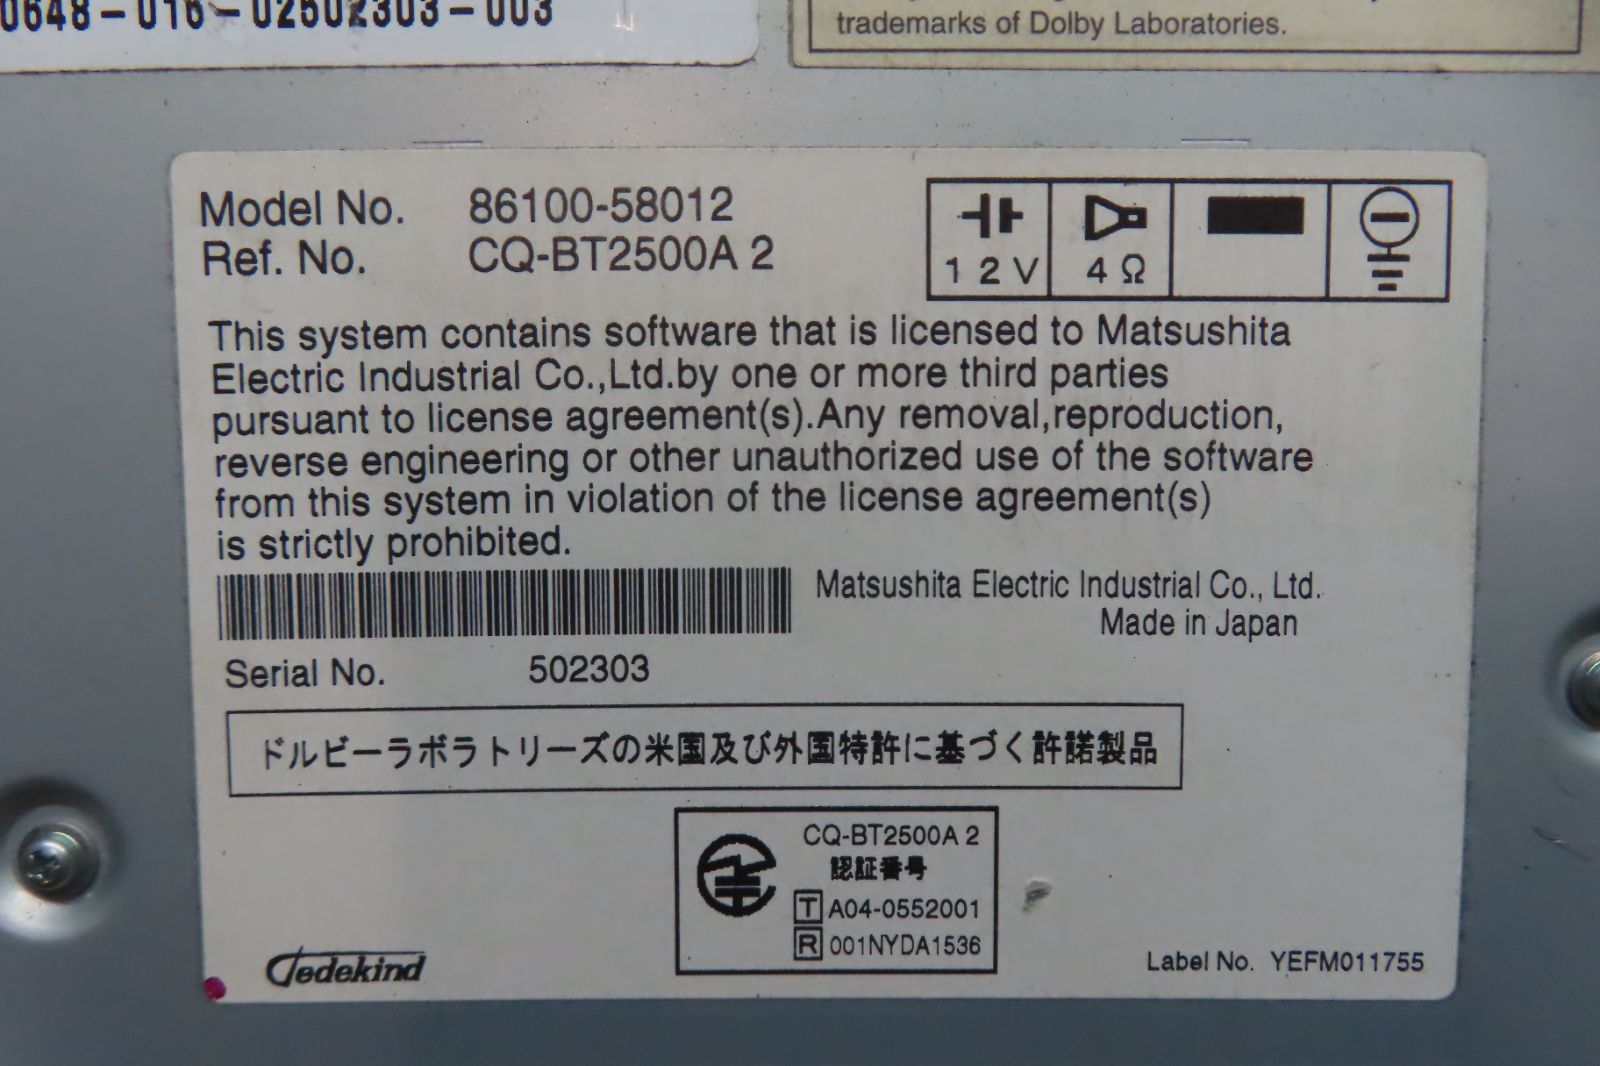 0648-016-02502303-003
trademarks of Dolby Laboratories.
Model No. 86100-58012
Ref. No. CQ-BT2500A 2
12V 4Ω
This system contains software that is licensed to Matsushita
Electric Industrial Co.,Ltd.by one or more third parties
pursuant to license agreement(s).Any removal,reproduction,
reverse engineering or other unauthorized use of the software
from this system in violation of the license agreement(s)
is strictly prohibited.
Matsushita Electric Industrial Co., Ltd.
Made in Japan
Serial No. 502303
ドルビーラボラトリーズの米国及び外国特許に基づく許諾製品
CQ-BT2500A 2
認証番号
T A04-0552001
R 001NYDA1536
Gedekind
Label No. YEFM011755